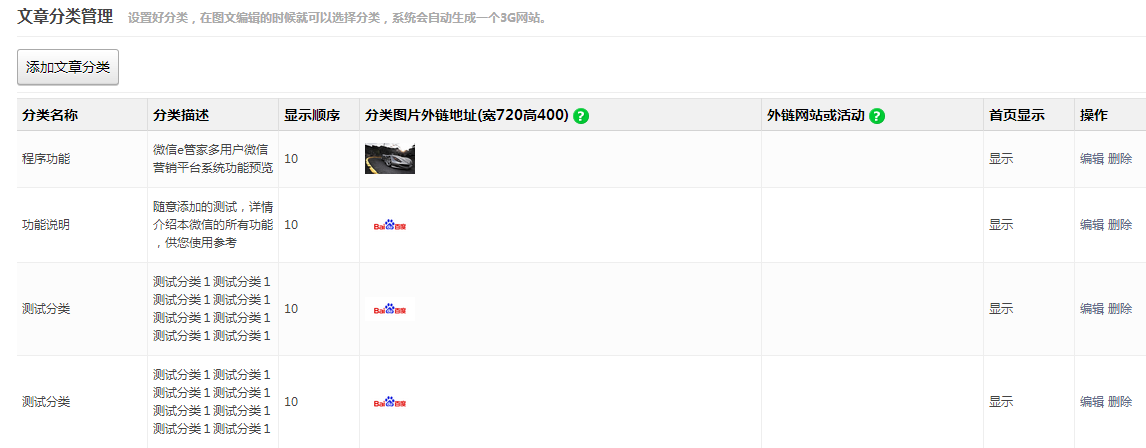 文章分类管理 设置好分类，在图文编辑的时候就可以选择分类，系统会自动生成一个3G网站。
添加文章分类
分类名称 分类描述 显示顺序 分类图片外链地址(宽720高400) ? 外链网站或活动 ? 首页显示 操作
程序功能 微信e管家多用户微信
营销平台系统功能预览 10 显示 编辑 删除
功能说明 随意添加的测试，详情
介绍本微信的所有功能
，供您使用参考 10 Bai百度 显示 编辑 删除
测试分类 测试分类１测试分类１
测试分类１测试分类１
测试分类１测试分类１
测试分类１测试分类１ 10 Bai百度 显示 编辑 删除
测试分类 测试分类１测试分类１
测试分类１测试分类１
测试分类１测试分类１
测试分类１测试分类１ 10 Bai百度 显示 编辑 删除